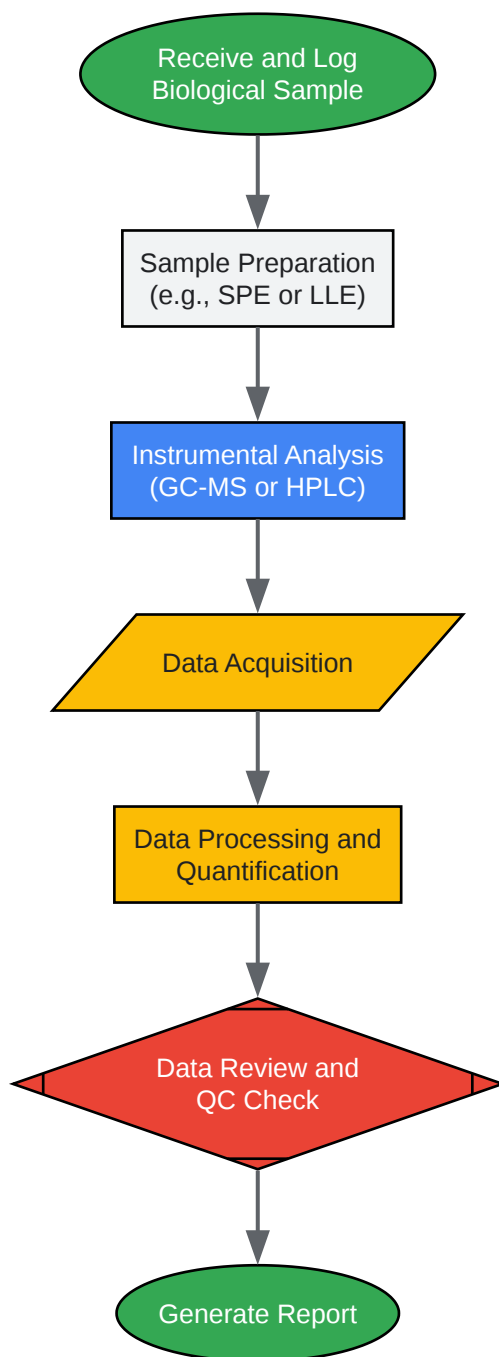 Receive and Log
Biological Sample
Sample Preparation
(e.g., SPE or LLE)
Instrumental Analysis
(GC-MS or HPLC)
Data Acquisition
Data Processing and
Quantification
Data Review and
QC Check
Generate Report